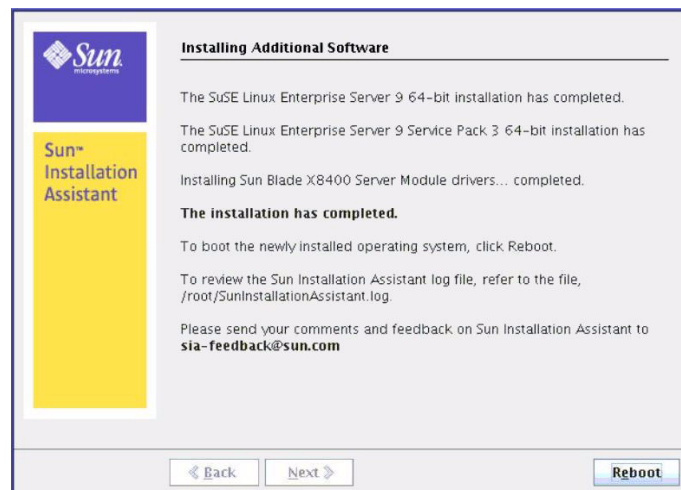 Sun
microsystems
Sun™
Installation
Assistant
Installing Additional Software
The SuSE Linux Enterprise Server 9 64-bit installation has completed.
The SuSE Linux Enterprise Server 9 Service Pack 3 64-bit installation has
completed.
Installing Sun Blade X8400 Server Module drivers... completed.
The installation has completed.
To boot the newly installed operating system, click Reboot.
To review the Sun Installation Assistant log file, refer to the file,
/root/SunInstallationAssistant.log.
Please send your comments and feedback on Sun Installation Assistant to
sia-feedback@sun.com
Back
Next
Reboot